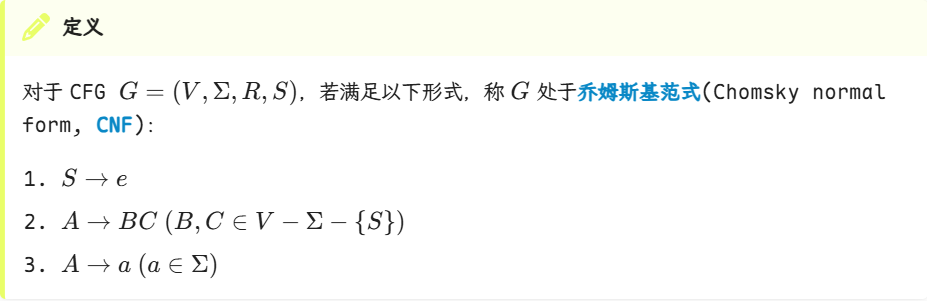 定义
对于 CFG G = (V, Σ, R, S)，若满足以下形式，称 G 处于乔姆斯基范式(Chomsky normal
form, CNF)：
1. S → e
2. A → BC (B, C ∈ V − Σ − {S})
3. A → a (a ∈ Σ)